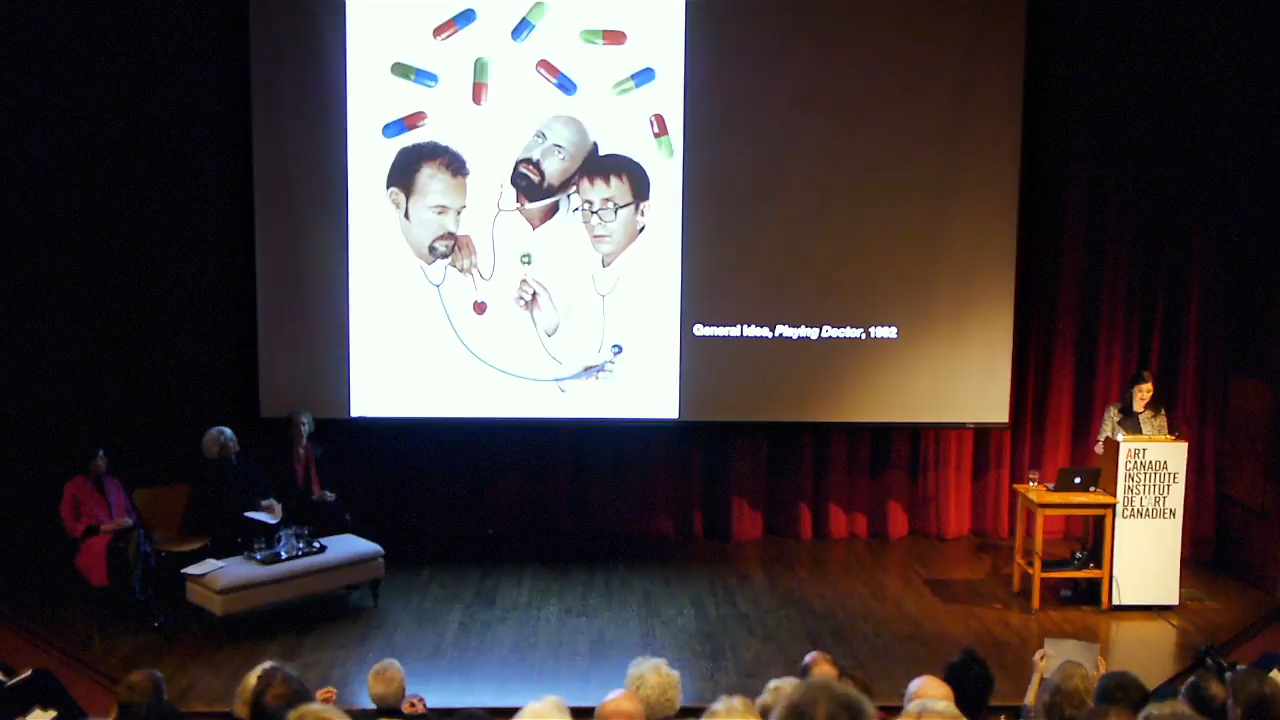 General Idea, Playing Doctor, 1992
ART
CANADA
INSTITUTE
INSTITUT
DE L'ART
CANADIEN